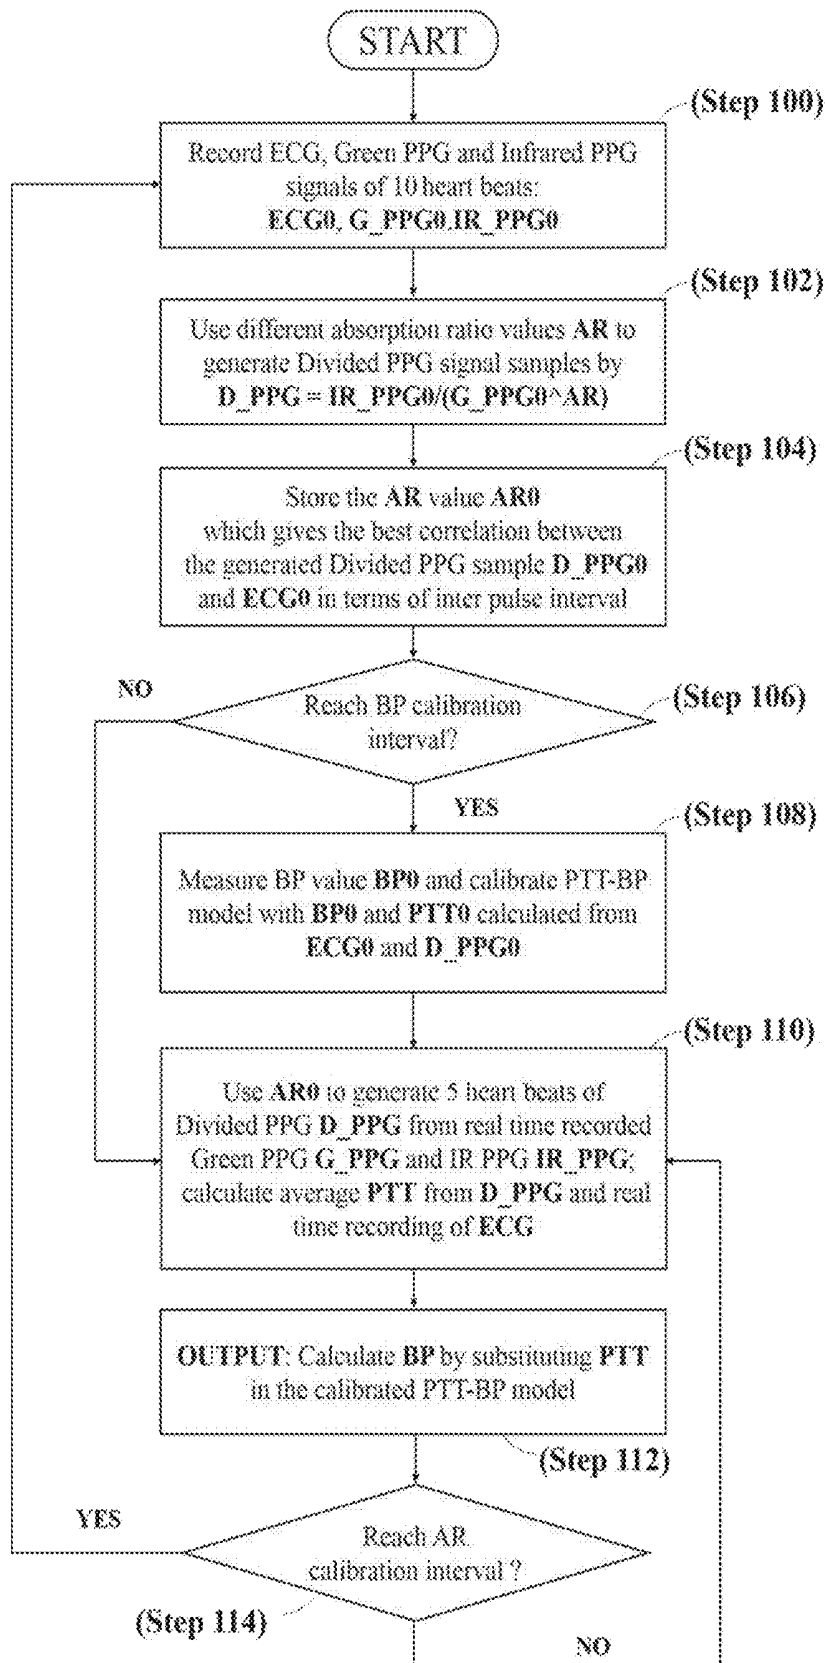 START
(Step 100)
Record ECG, Green PPG and Infrared PPG
signals of 10 heart beats:
ECG0, G_PPG0.IR_PPG0
(Step 102)
Use different absorption ratio values AR to
generate Divided PPG signal samples by
D_PPG = IR_PPG0/(G_PPG0^AR)
(Step 104)
Store the AR value AR0
which gives the best correlation between
the generated Divided PPG sample D_PPG0
and ECG0 in terms of inter pulse interval
NO
(Step 106)
Reach BP calibration
interval?
YES
(Step 108)
Measure BP value BP0 and calibrate PTT-BP
model with BP0 and PTT0 calculated from
ECG0 and D_PPG0
(Step 110)
Use AR0 to generate 5 heart beats of
Divided PPG D_PPG from real time recorded
Green PPG G_PPG and IR PPG IR_PPG;
calculate average PTT from D_PPG and real
time recording of ECG
OUTPUT: Calculate BP by substituting PTT
in the calibrated PTT-BP model
(Step 112)
YES
Reach AR
calibration interval ?
(Step 114)
NO